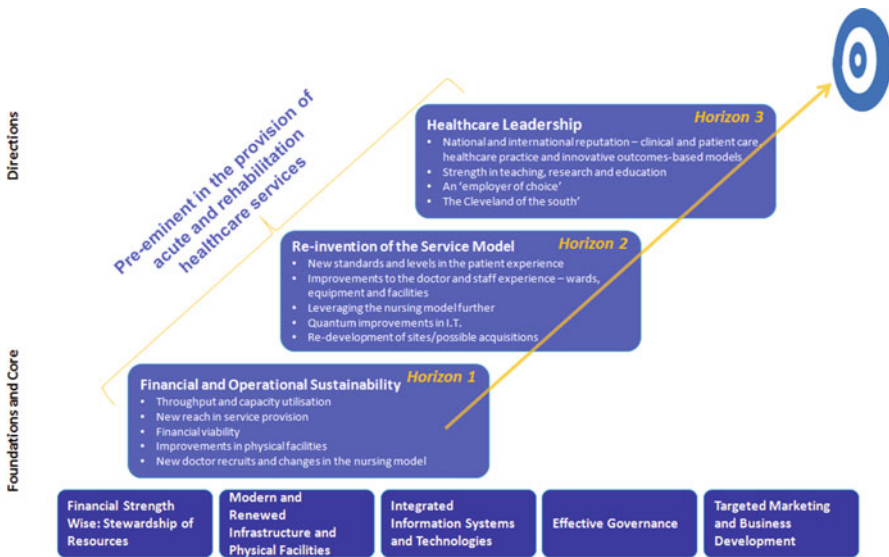 Directions
Foundations and Core
Pre-eminent in the provision of
acute and rehabilitation
healthcare services
Horizon 3
Healthcare Leadership
• National and international reputation – clinical and patient care,
healthcare practice and innovative outcomes-based models
• Strength in teaching, research and education
• An 'employer of choice'
• The Cleveland of the south'
Horizon 2
Re-invention of the Service Model
• New standards and levels in the patient experience
• Improvements to the doctor and staff experience – wards,
equipment and facilities
• Leveraging the nursing model further
• Quantum improvements in I.T.
• Re-development of sites/possible acquisitions
Horizon 1
Financial and Operational Sustainability
• Throughput and capacity utilisation
• New reach in service provision
• Financial viability
• Improvements in physical facilities
• New doctor recruits and changes in the nursing model
Financial Strength
Wise: Stewardship of
Resources
Modern and
Renewed
Infrastructure and
Physical Facilities
Integrated
Information Systems
and Technologies
Effective Governance
Targeted Marketing
and Business
Development